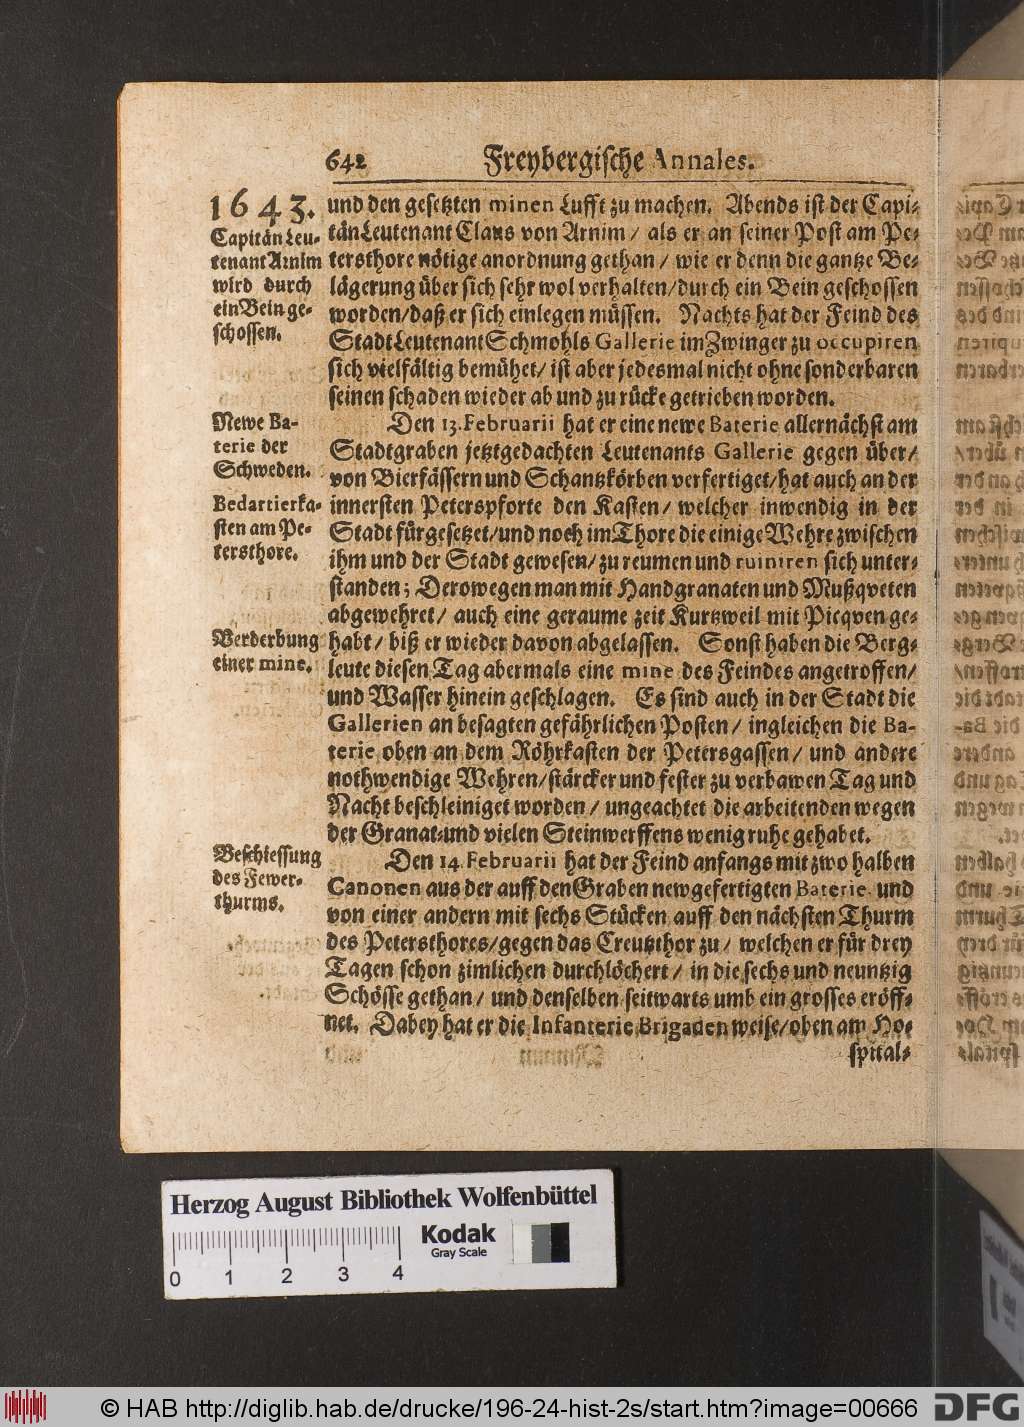 642 Freybergische Annales.
1643.
Capitän Leu-
tenant Arnim
wird durch
ein Bein ge-
schossen.
und den gesetzten minen Lufft zu machen. Abends ist der Capi-
tän Leutenant Claus von Arnim / als er an seiner Post am Pe-
tersthore nötige anordnung gethan / wie er denn die gantze Be-
lägerung über sich sehr wol verhalten / durch ein Bein geschossen
worden / daß er sich einlegen müssen. Nachts hat der Feind des
Stadt Leutenant Schmohls Gallerie im Zwinger zu occupiren
sich vielfältig bemühet / ist aber jedesmal nicht ohne sonderbaren
seinen schaden wieder ab und zu rücke getrieben worden.
Newe Ba-
terie der
Schweden.
Bedartierka-
sten am Pe-
tersthore.
Den 13. Februarii hat er eine newe Baterie allernächst am
Stadtgraben jetztgedachten Leutenants Gallerie gegen über /
von Bierfässern und Schantzkörben verfertiget / hat auch an der
innersten Peterspforte den Kasten / welcher inwendig in der
Stadt fürgesetzet / und noch im Thore die einige Wehre zwischen
ihm und der Stadt gewesen / zu reumen und ruiniren sich unter-
standen; Derowegen man mit Handgranaten und Mußqveten
abgewehret / auch eine geraume zeit Kurtzweil mit Picqven ge-
Verderbung
einer mine.
habt / biß er wieder davon abgelassen. Sonst haben die Berg-
leute diesen Tag abermals eine mine des Feindes angetroffen /
und Wasser hinein geschlagen. Es sind auch in der Stadt die
Gallerien an besagten gefährlichen Posten / ingleichen die Ba-
terie oben an dem Röhrkasten der Petersgassen / und andere
nothwendige Wehren / stärcker und fester zu verbawen Tag und
Nacht beschleiniget worden / ungeachtet die arbeitenden wegen
der Granat- und vielen Steinwerffens wenig ruhe gehabet.
Beschiessung
des Fewer-
thurms.
Den 14. Februarii hat der Feind anfangs mit zwo halben
Canonen aus der auff den Graben newgefertigten Baterie und
von einer andern mit sechs Stücken auff den nächsten Thurm
des Petersthores / gegen das Creutzthor zu / welchen er für drey
Tagen schon zimlichen durchlöchert / in die sechs und neuntzig
Schösse gethan / und denselben seitwarts umb ein grosses eröff-
net. Dabey hat er die Infanterie Brigaden weise / oben am Ho-
spital-
Herzog August Bibliothek Wolfenbüttel
Kodak
Gray Scale
0 1 2 3 4
© HAB http://diglib.hab.de/drucke/196-24-hist-2s/start.htm?image=00666
DFG